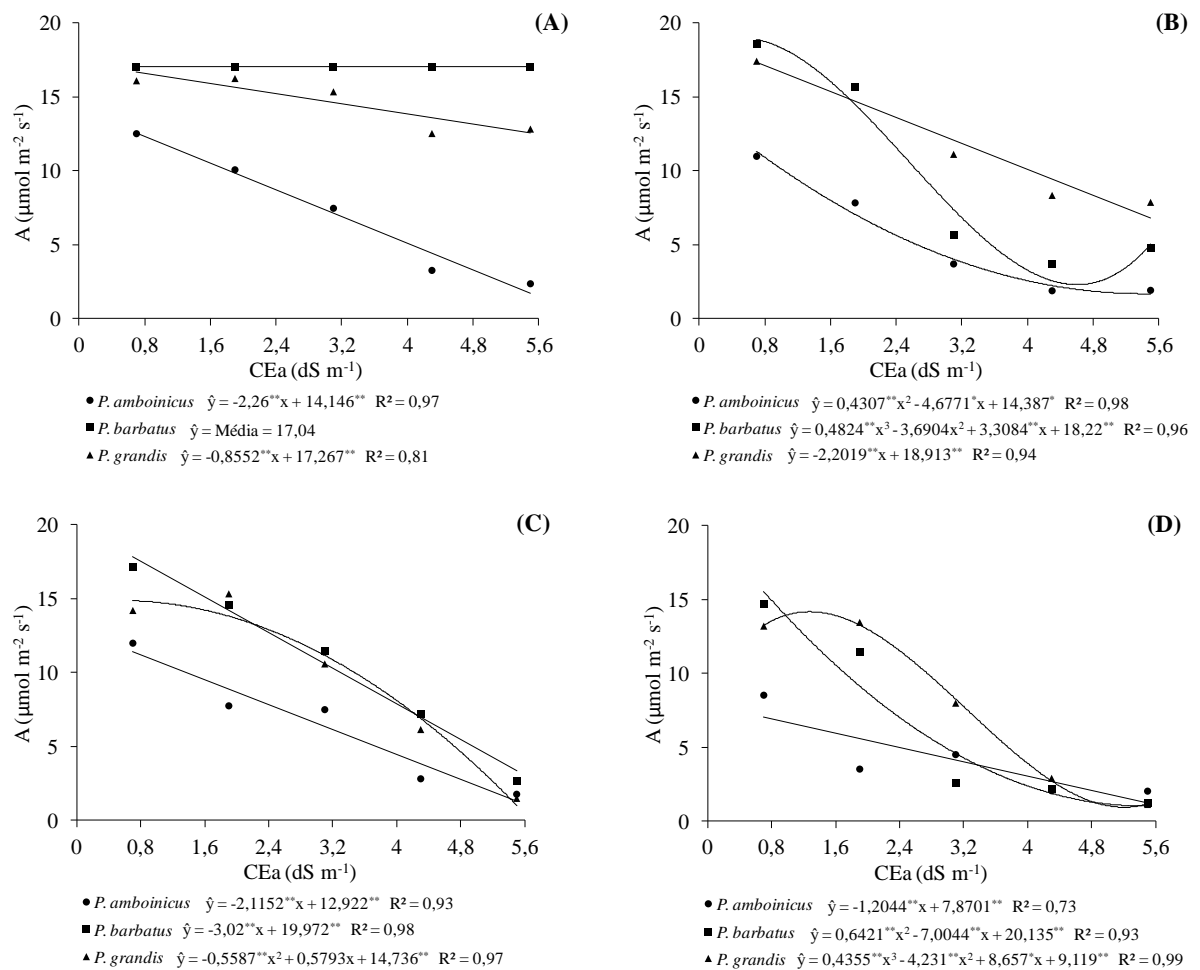 (A)
20
15
10
5
0
A (µmol m⁻² s⁻¹)
0 0,8 1,6 2,4 3,2 4 4,8 5,6
CEa (dS m⁻¹)
P. amboinicus ŷ = -2,26**x + 14,146** R² = 0,97
P. barbatus ŷ = Média = 17,04
P. grandis ŷ = -0,8552**x + 17,267** R² = 0,81
(B)
20
15
10
5
0
A (µmol m⁻² s⁻¹)
0 0,8 1,6 2,4 3,2 4 4,8 5,6
CEa (dS m⁻¹)
P. amboinicus ŷ = 0,4307**x² - 4,6771*x + 14,387* R² = 0,98
P. barbatus ŷ = 0,4824**x³ - 3,6904x² + 3,3084**x + 18,22** R² = 0,96
P. grandis ŷ = -2,2019**x + 18,913** R² = 0,94
(C)
20
15
10
5
0
A (µmol m⁻² s⁻¹)
0 0,8 1,6 2,4 3,2 4 4,8 5,6
CEa (dS m⁻¹)
P. amboinicus ŷ = -2,1152**x + 12,922** R² = 0,93
P. barbatus ŷ = -3,02**x + 19,972** R² = 0,98
P. grandis ŷ = -0,5587**x² + 0,5793x + 14,736** R² = 0,97
(D)
20
15
10
5
0
A (µmol m⁻² s⁻¹)
0 0,8 1,6 2,4 3,2 4 4,8 5,6
CEa (dS m⁻¹)
P. amboinicus ŷ = -1,2044**x + 7,8701** R² = 0,73
P. barbatus ŷ = 0,6421**x² - 7,0044**x + 20,135** R² = 0,93
P. grandis ŷ = 0,4355**x³ - 4,231**x² + 8,657*x + 9,119** R² = 0,99